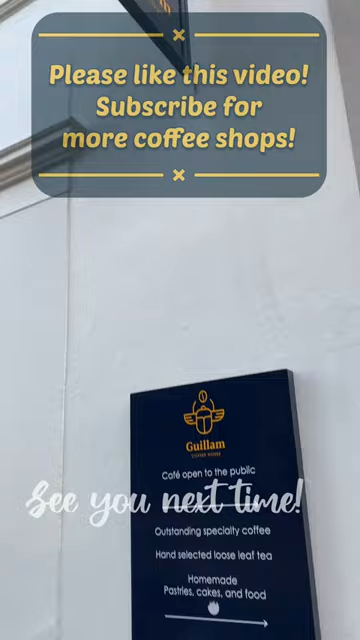 Please like this video!
Subscribe for
more coffee shops!
Guillam
Café open to the public
See you next time!
Outstanding specialty coffee
Hand selected loose leaf tea
Homemade
Pastries, cakes, and food